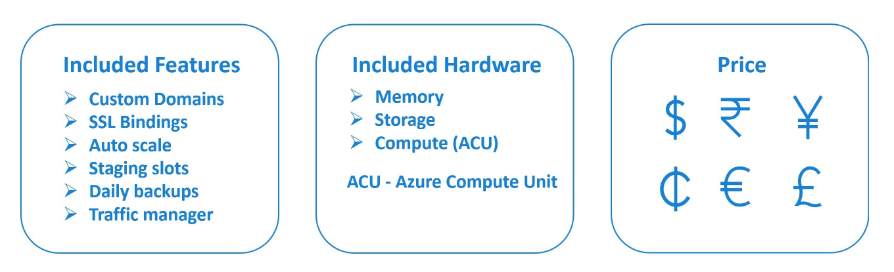 Included Features
➢ Custom Domains
➢ SSL Bindings
➢ Auto scale
➢ Staging slots
➢ Daily backups
➢ Traffic manager
Included Hardware
➢ Memory
➢ Storage
➢ Compute (ACU)
ACU - Azure Compute Unit
Price
$ ₹ ¥
₵ € £